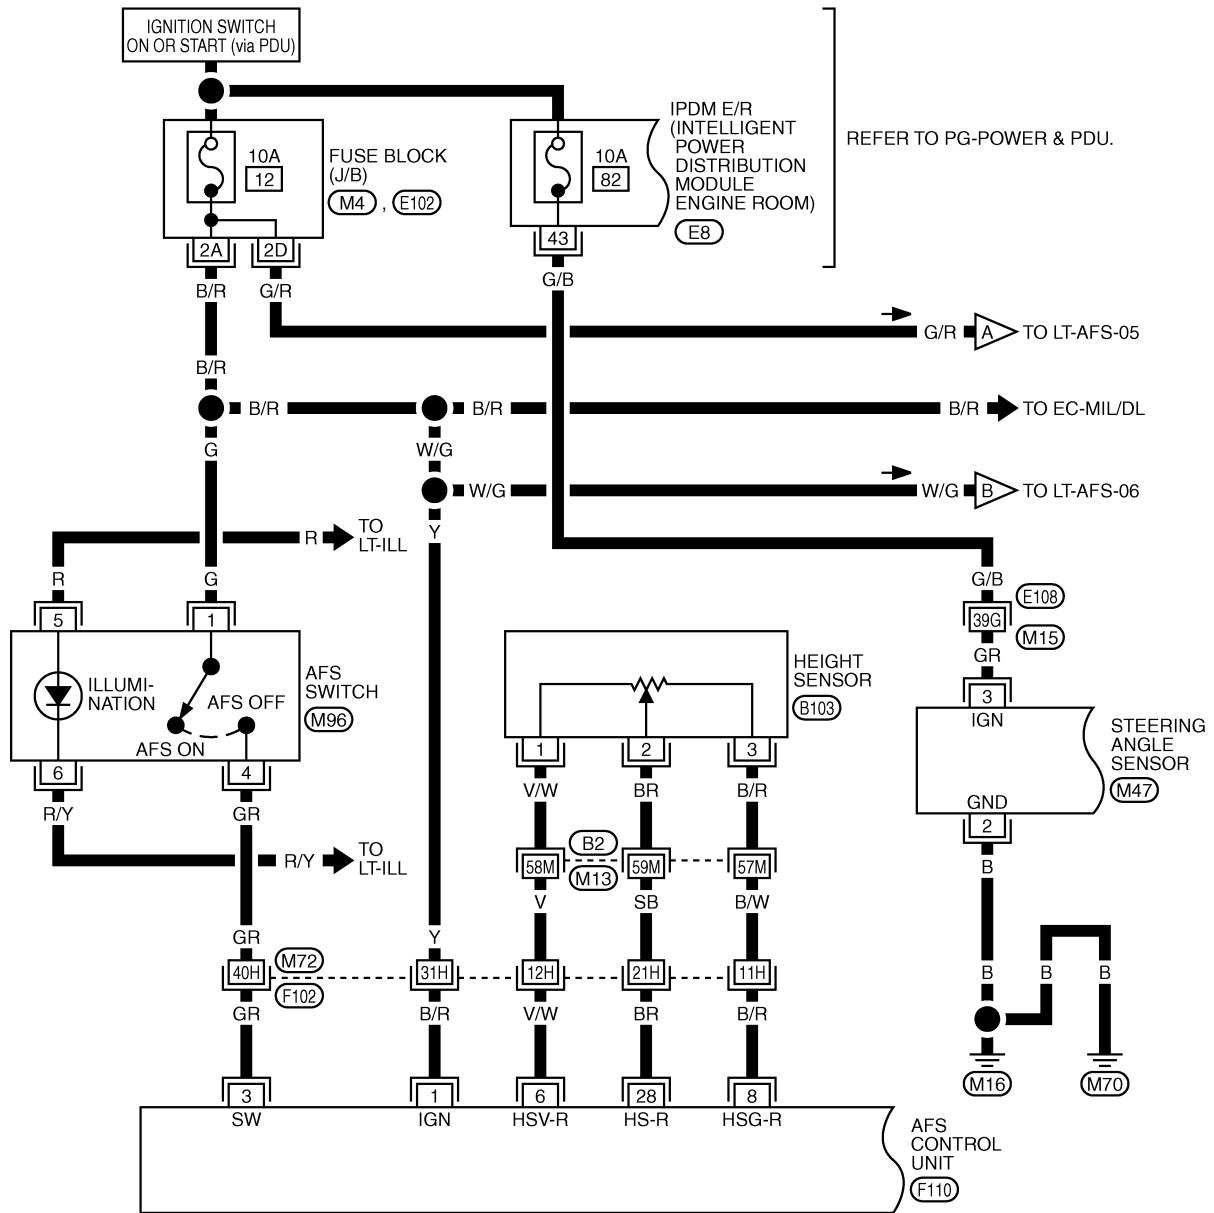 IGNITION SWITCH
ON OR START (via PDU)
10A
12
FUSE BLOCK
(J/B)
M4 , E102
10A
82
IPDM E/R
(INTELLIGENT
POWER
DISTRIBUTION
MODULE
ENGINE ROOM)
E8
REFER TO PG-POWER & PDU.
2A
2D
43
B/R
G/R
G/B
G/R
A
TO LT-AFS-05
B/R
B/R
B/R
B/R
TO EC-MIL/DL
G
W/G
W/G
W/G
B
TO LT-AFS-06
Y
R
TO
LT-ILL
R
G
G/B
E108
39G
M15
GR
5
1
ILLUMI-
NATION
AFS OFF
AFS ON
AFS
SWITCH
M96
HEIGHT
SENSOR
B103
3
IGN
STEERING
ANGLE
SENSOR
M47
GND
2
6
4
1
2
3
R/Y
GR
V/W
BR
B/R
R/Y
TO
LT-ILL
B2
58M
59M
57M
M13
B
V
SB
B/W
GR
Y
M72
40H
31H
12H
21H
11H
F102
B
B
B
GR
B/R
V/W
BR
B/R
M16
M70
3
1
6
28
8
SW
IGN
HSV-R
HS-R
HSG-R
AFS
CONTROL
UNIT
F110